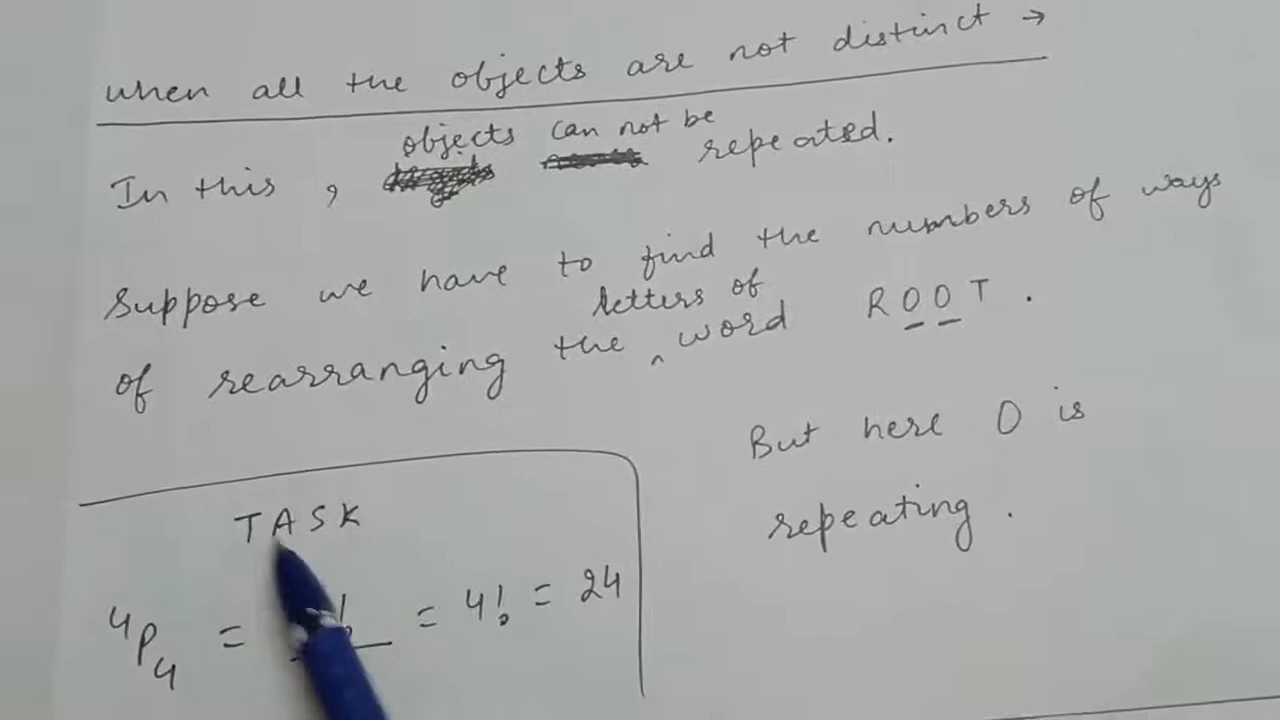 when all the objects are not distinct →
objects can not be
In this , repeated.
Suppose we have to find the numbers of ways
letters of
of rearranging the ^ word ROOT .
But here O is
repeating .
TASK
⁴P₄ = ! = 4! = 24